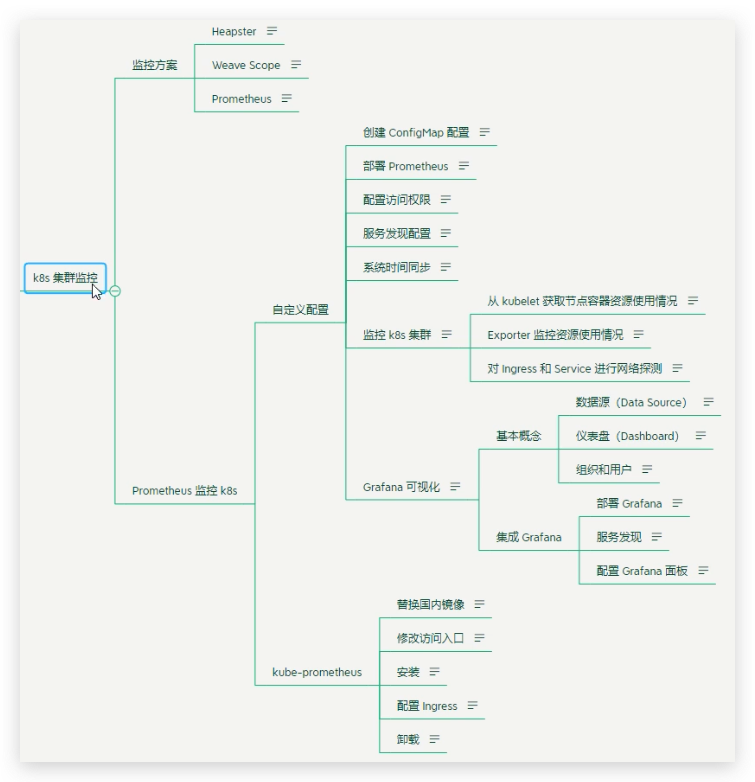 Heapster
监控方案
Weave Scope
Prometheus
创建 ConfigMap 配置
部署 Prometheus
配置访问权限
服务发现配置
系统时间同步
k8s 集群监控
自定义配置
从 kubelet 获取节点容器资源使用情况
监控 k8s 集群
Exporter 监控资源使用情况
对 Ingress 和 Service 进行网络探测
数据源（Data Source）
基本概念
仪表盘（Dashboard）
组织和用户
Prometheus 监控 k8s
Grafana 可视化
部署 Grafana
集成 Grafana
服务发现
配置 Grafana 面板
替换国内镜像
修改访问入口
kube-prometheus
安装
配置 Ingress
卸载